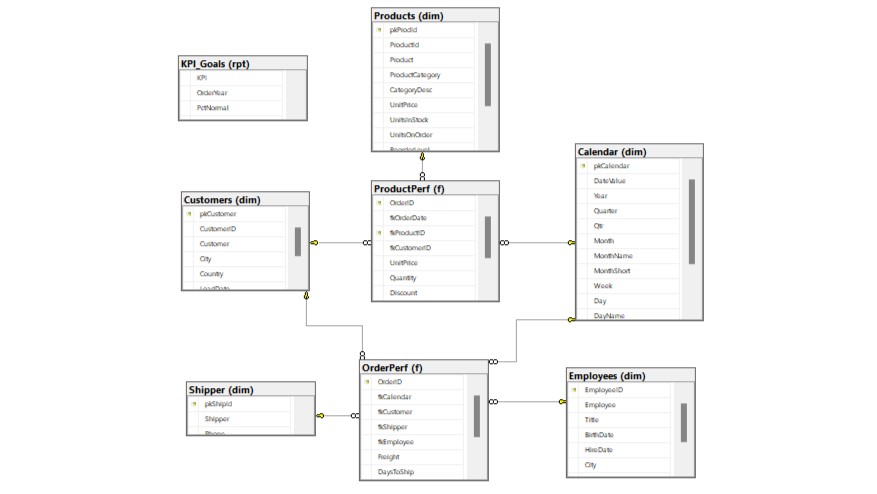 Products (dim)
pkProdId
ProductId
Product
ProductCategory
CategoryDesc
UnitPrice
UnitsInStock
UnitsOnOrder
ReorderLevel
KPI_Goals (rpt)
KPI
OrderYear
PctNormal
Calendar (dim)
pkCalendar
DateValue
Year
Quarter
Qtr
Month
MonthName
MonthShort
Week
Day
DayName
Customers (dim)
pkCustomer
CustomerID
Customer
City
Country
LoadDate
ProductPerf (f)
OrderID
fkOrderDate
fkProductID
fkCustomerID
UnitPrice
Quantity
Discount
OrderPerf (f)
OrderID
fkCalendar
fkCustomer
fkShipper
fkEmployee
Freight
DaysToShip
Shipper (dim)
pkShipId
Shipper
Phone
Employees (dim)
EmployeeID
Employee
Title
BirthDate
HireDate
City